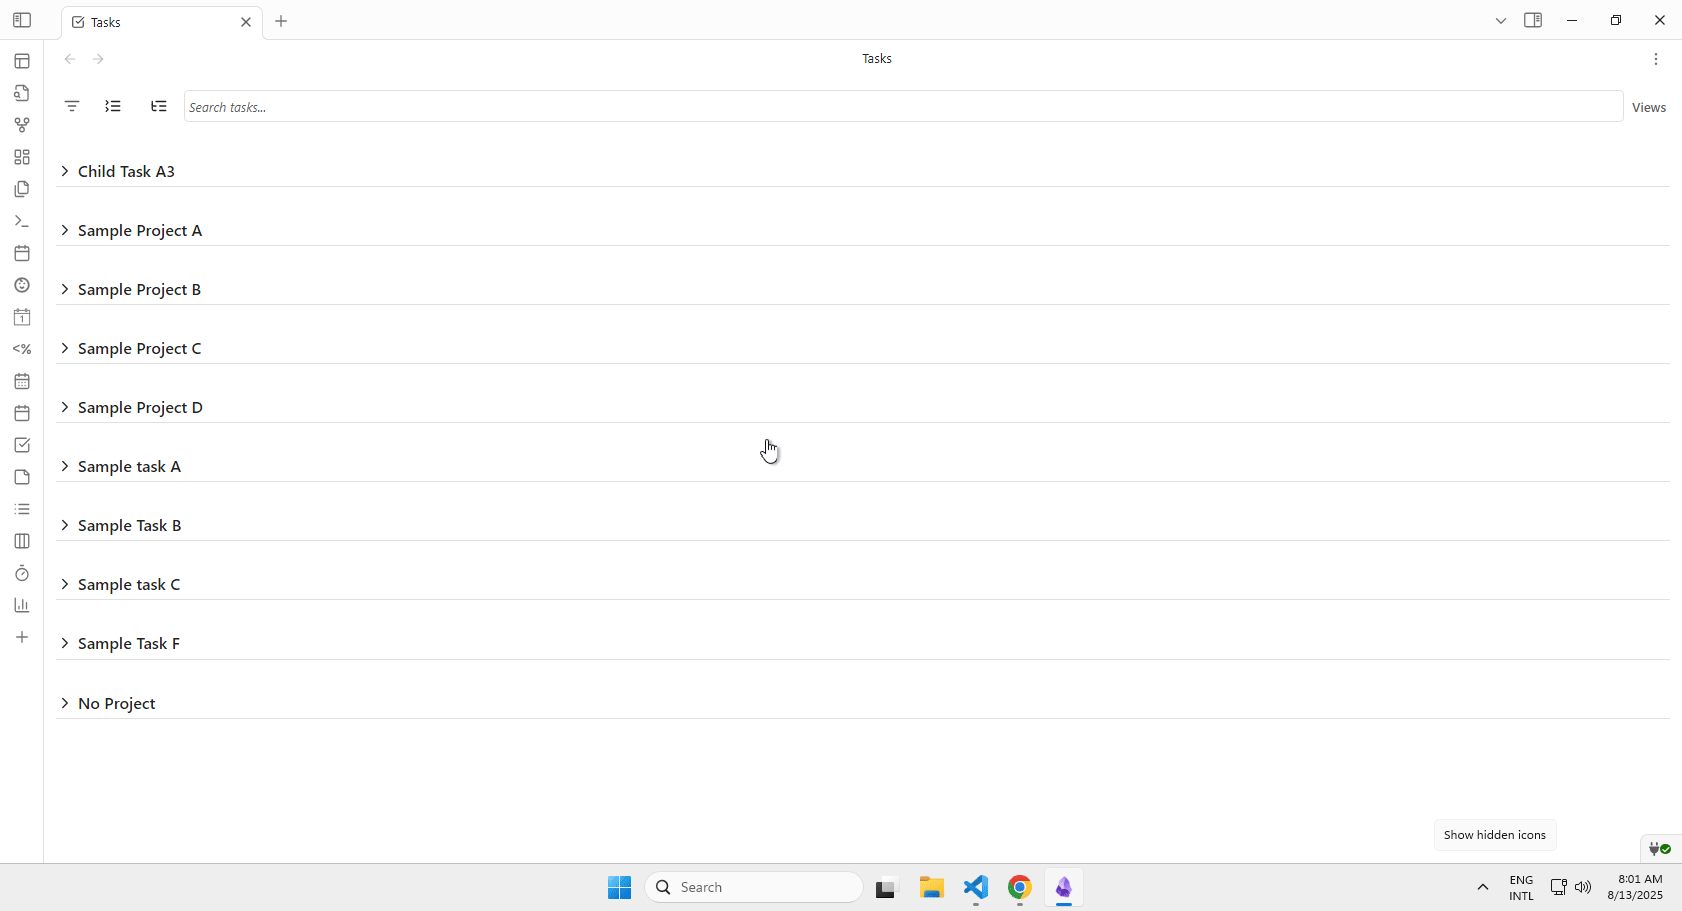 Tasks
Tasks
Search tasks...
Views
Child Task A3
Sample Project A
Sample Project B
Sample Project C
Sample Project D
Sample task A
1
<%
Sample Task B
Sample task C
Sample Task F
No Project
Show hidden icons
Search
ENG
INTL
8:01 AM
8/13/2025